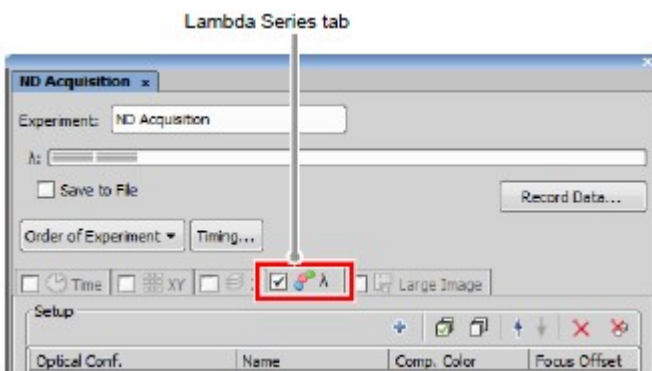 Lambda Series tab
ND Acquisition x
Experiment: ND Acquisition
λ:
Save to File
Record Data...
Order of Experiment Timing...
Time XY λ Large Image
Setup
Optical Conf. Name Comp. Color Focus Offset